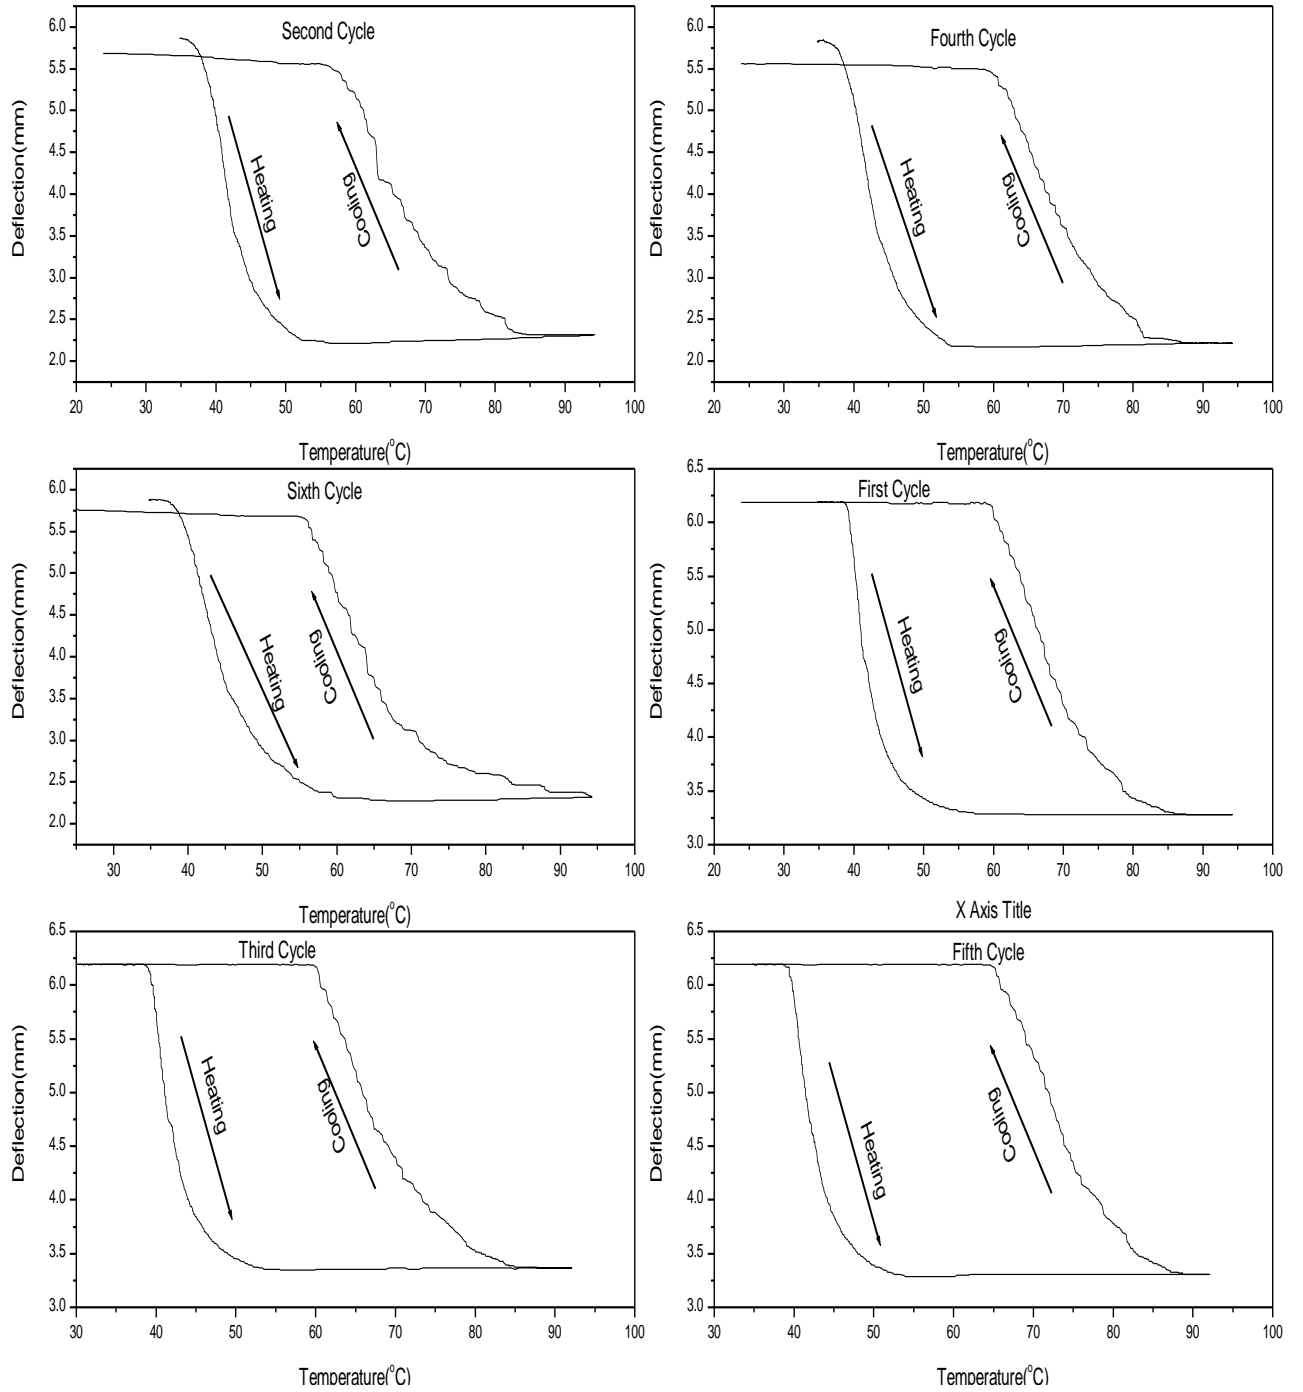 Second Cycle
Deflection(mm)
6.0
5.5
5.0
4.5
4.0
3.5
3.0
2.5
2.0
Heating
Cooling
20 30 40 50 60 70 80 90 100
Temperature(°C)
Fourth Cycle
Deflection(mm)
6.0
5.5
5.0
4.5
4.0
3.5
3.0
2.5
2.0
Heating
Cooling
20 30 40 50 60 70 80 90 100
Temperature(°C)
Sixth Cycle
Deflection(mm)
6.0
5.5
5.0
4.5
4.0
3.5
3.0
2.5
2.0
Heating
Cooling
30 40 50 60 70 80 90 100
Temperature(°C)
First Cycle
Deflection(mm)
6.5
6.0
5.5
5.0
4.5
4.0
3.5
3.0
Heating
Cooling
20 30 40 50 60 70 80 90 100
X Axis Title
Third Cycle
Deflection(mm)
6.5
6.0
5.5
5.0
4.5
4.0
3.5
3.0
Heating
Cooling
30 40 50 60 70 80 90 100
Temperature(°C)
Fifth Cycle
Deflection(mm)
6.5
6.0
5.5
5.0
4.5
4.0
3.5
3.0
Heating
Cooling
30 40 50 60 70 80 90 100
Temperature(°C)